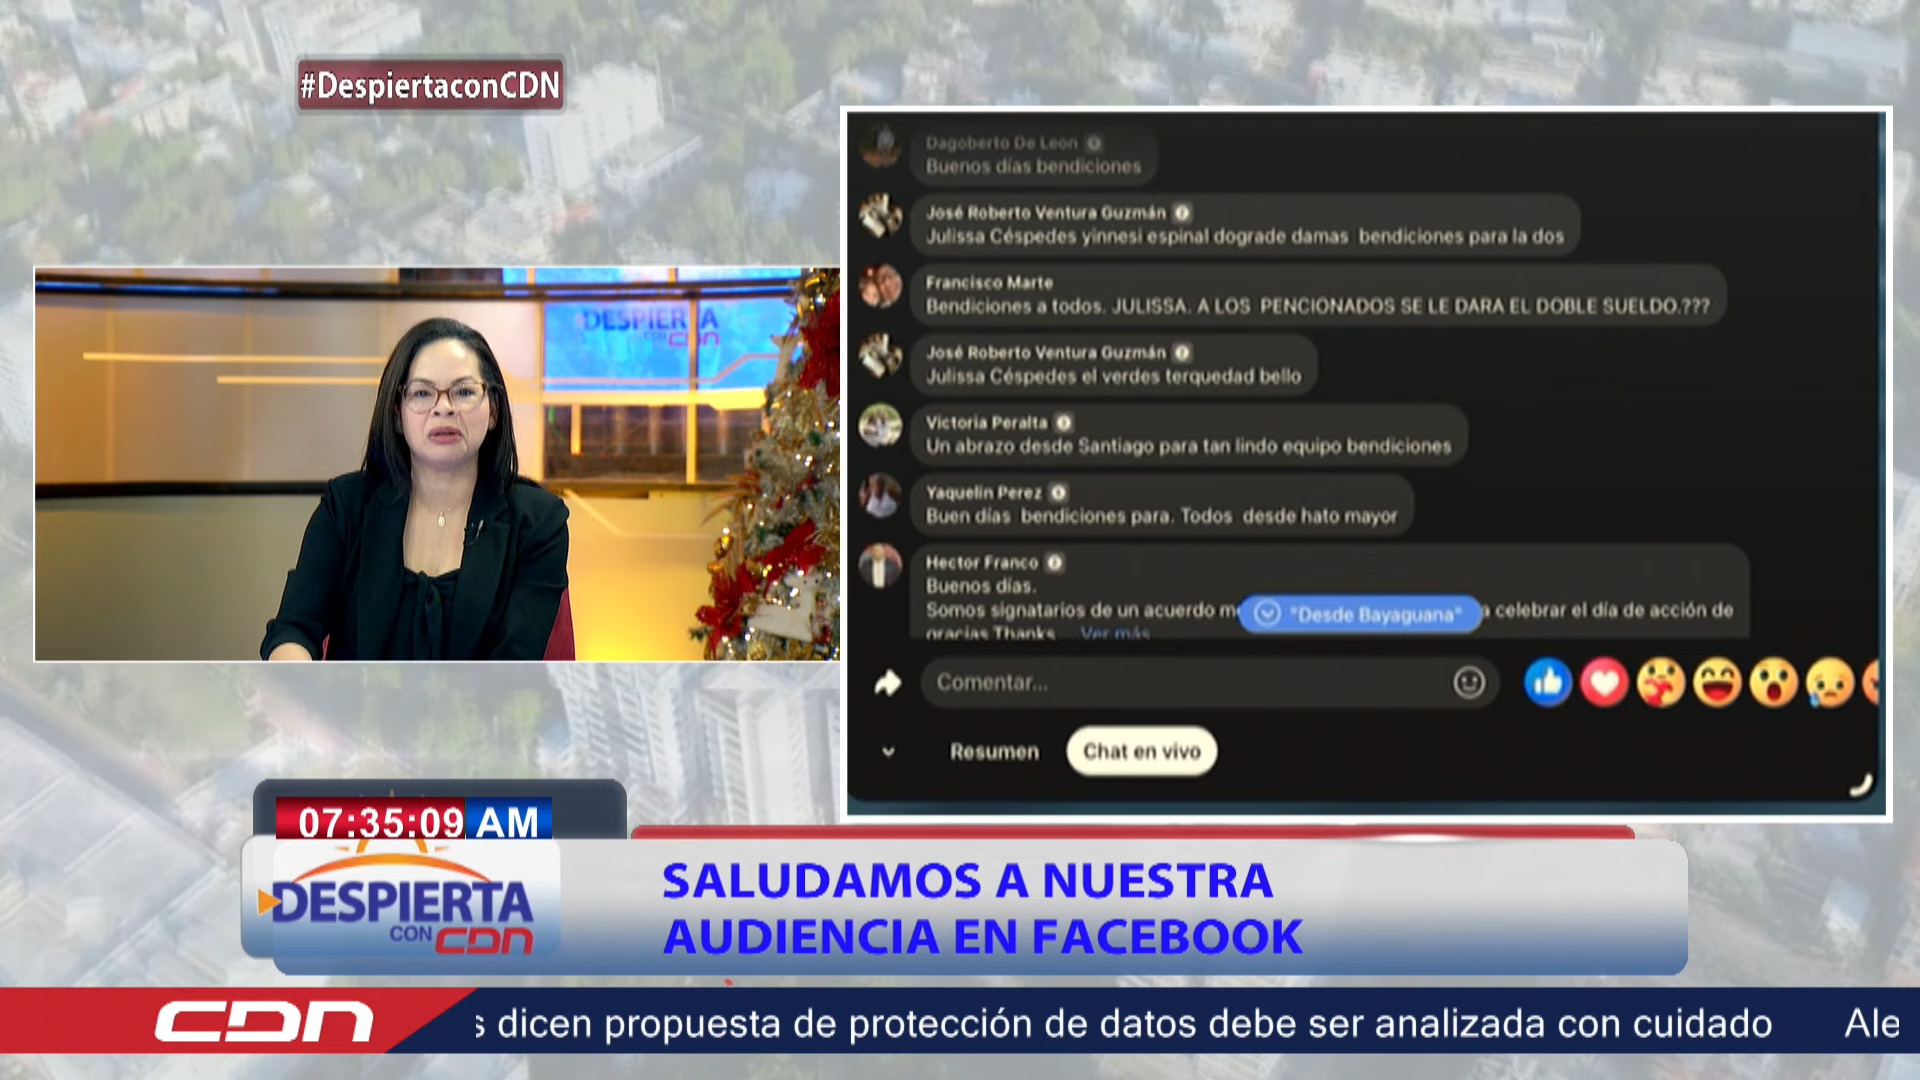 #DespiertaconCDN
Dagoberto De Leon
Buenos días bendiciones
José Roberto Ventura Guzmán
Julissa Céspedes yinnesi espinal dograde damas bendiciones para la dos
Francisco Marte
Bendiciones a todos. JULISSA. A LOS PENCIONADOS SE LE DARA EL DOBLE SUELDO.???
José Roberto Ventura Guzmán
Julissa Céspedes el verdes terquedad bello
Victoria Peralta
Un abrazo desde Santiago para tan lindo equipo bendiciones
Yaquelin Perez
Buen días bendiciones para. Todos desde hato mayor
Hector Franco
Buenos días.
Somos signatarios de un acuerdo m
"Desde Bayaguana"
a celebrar el día de acción de
gracias Thanks Ver más
Comentar...
Resumen
Chat en vivo
DESPIERTA
CON CDN
07:35:09 AM
DESPIERTA
CON CDN
SALUDAMOS A NUESTRA
AUDIENCIA EN FACEBOOK
CDN
s dicen propuesta de protección de datos debe ser analizada con cuidado Ale